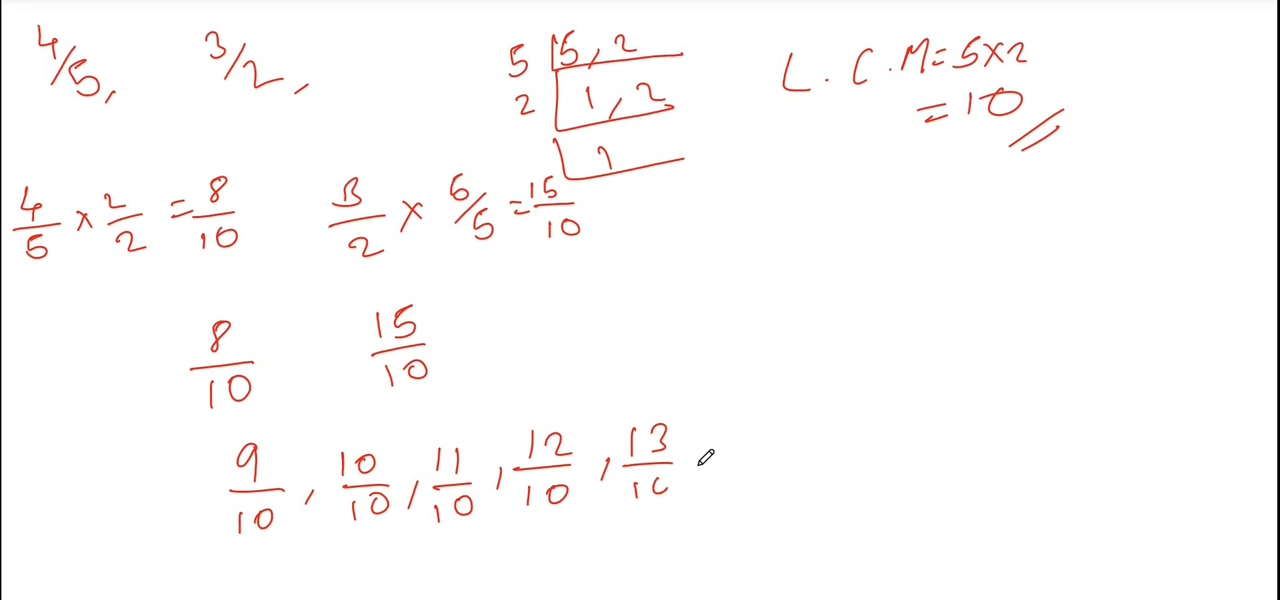 4/5, 3/2,
5 | 5, 2
2 | 1, 2
1
L.C.M = 5×2
= 10 //
4/5 × 2/2 = 8/10 3/2 × 5/5 = 15/10
8/10 15/10
9/10, 10/10, 11/10, 12/10, 13/10